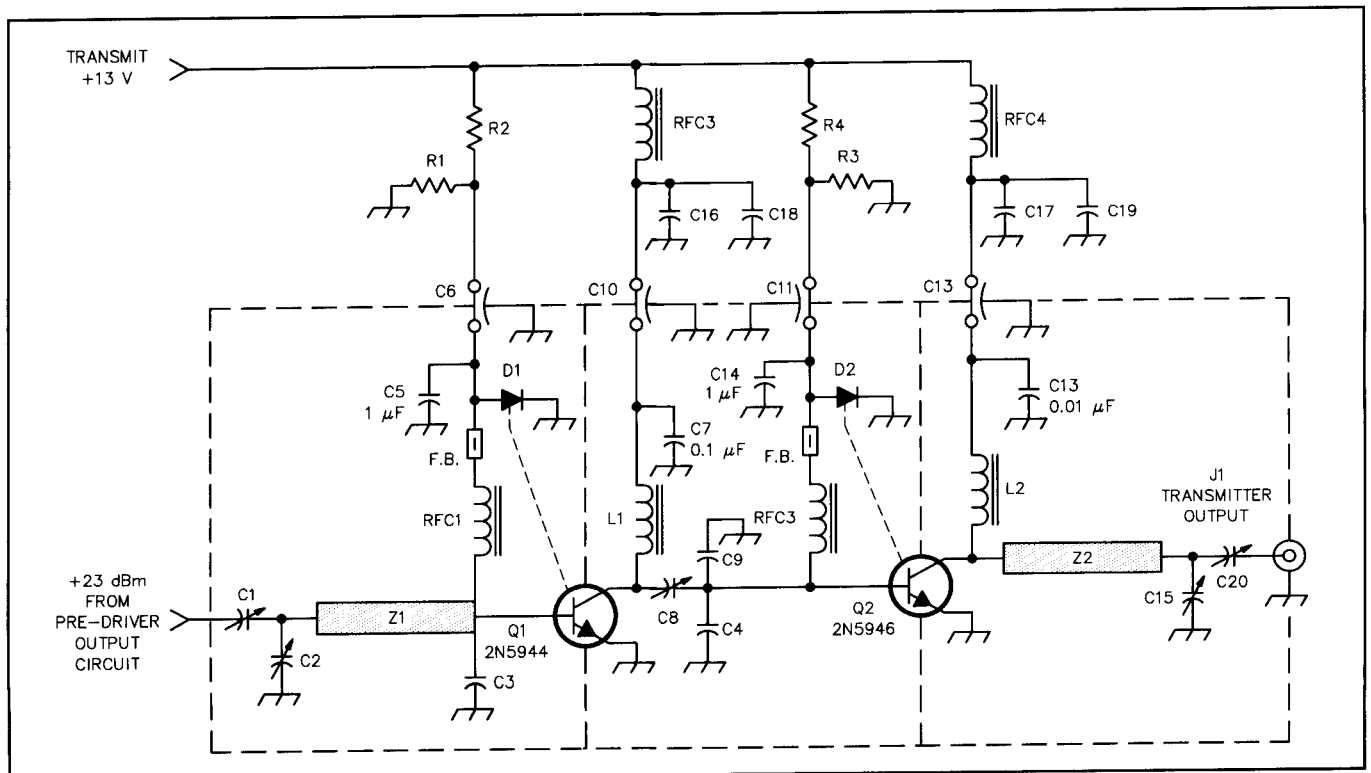 TRANSMIT
+13 V
R2
RFC3
R4
RFC4
R1
R3
C16
C18
C17
C19
C6
C10
C11
C13
C5
1 µF
D1
C14
1 µF
D2
C13
0.01 µF
C7
0.1 µF
F.B.
F.B.
RFC1
L1
RFC3
L2
J1
TRANSMITTER
OUTPUT
C9
+23 dBm
FROM
PRE-DRIVER
OUTPUT
CIRCUIT
C1
Z1
C2
Q1
2N5944
C3
C8
C4
Q2
2N5946
Z2
C15
C20